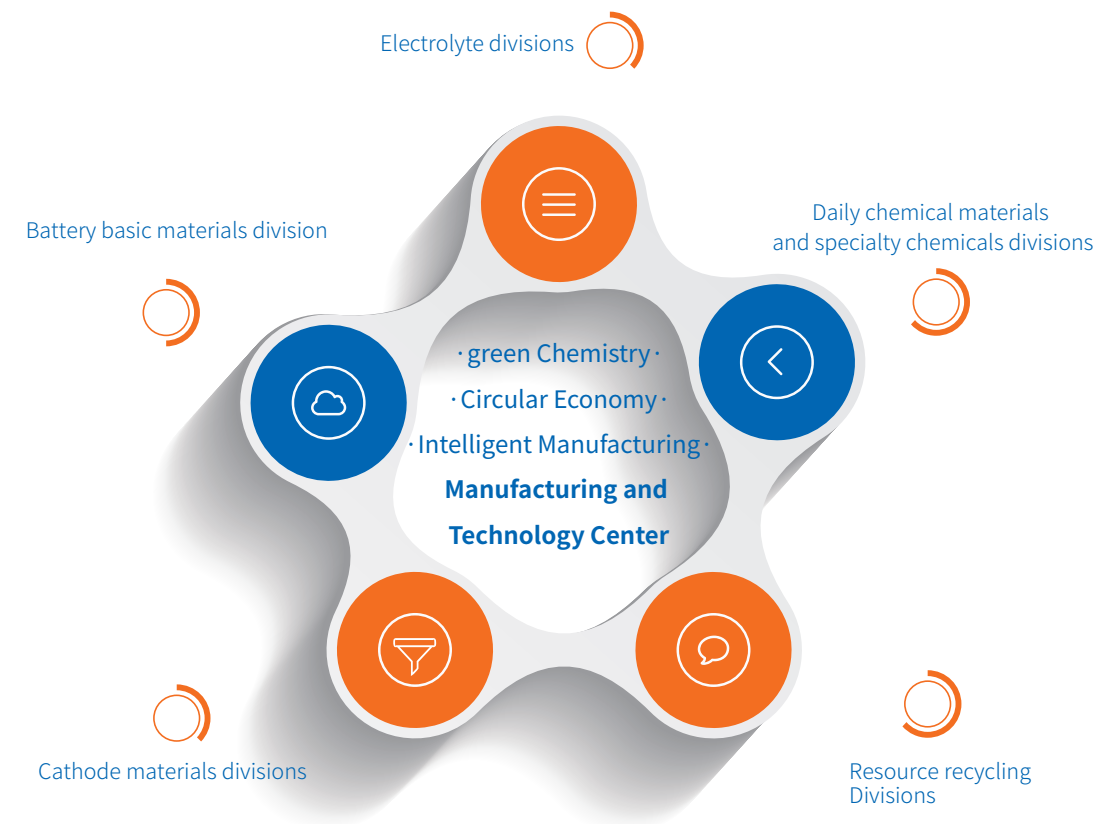 Electrolyte divisions
Daily chemical materials
and specialty chemicals divisions
Battery basic materials division
·green Chemistry·
·Circular Economy·
·Intelligent Manufacturing·
Manufacturing and
Technology Center
Cathode materials divisions
Resource recycling
Divisions